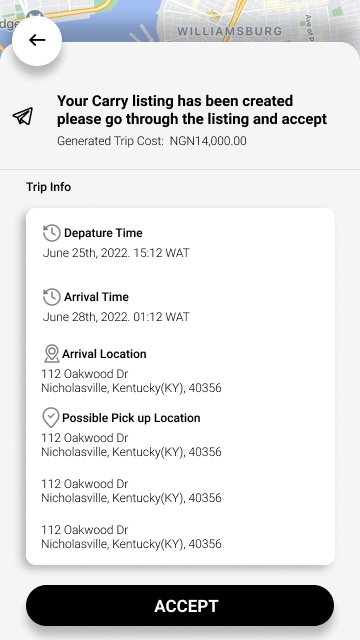 WILLIAMSBURG
Your Carry listing has been created
please go through the listing and accept
Generated Trip Cost: NGN14,000.00
Trip Info
Depature Time
June 25th, 2022. 15:12 WAT
Arrival Time
June 28th, 2022. 01:12 WAT
Arrival Location
112 Oakwood Dr
Nicholasville, Kentucky(KY), 40356
Possible Pick up Location
112 Oakwood Dr
Nicholasville, Kentucky(KY), 40356
112 Oakwood Dr
Nicholasville, Kentucky(KY), 40356
112 Oakwood Dr
Nicholasville, Kentucky(KY), 40356
ACCEPT